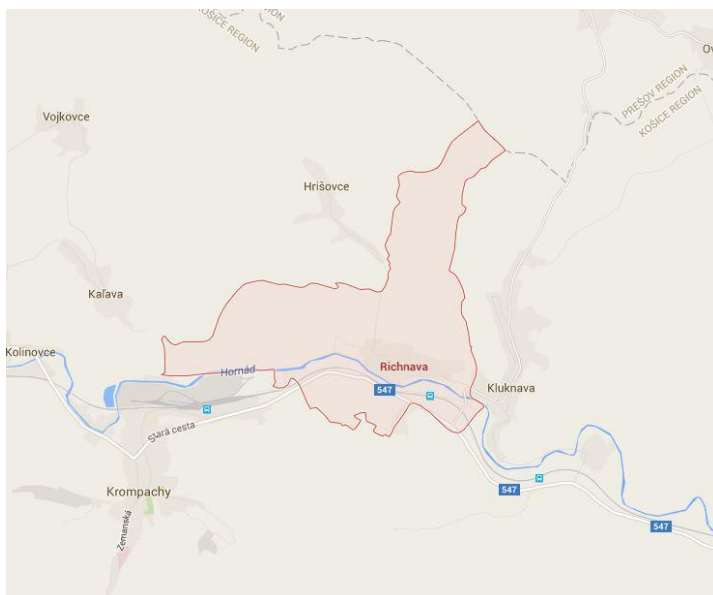 KOŠICE REGION
Ov
PREŠOV REGION
KOŠICE REGION
Vojkovce
Hrišovce
Kaľava
Kolinovce
Hornád
Richnava
547
Kluknava
Stará cesta
Krompachy
547
Zemanská
547